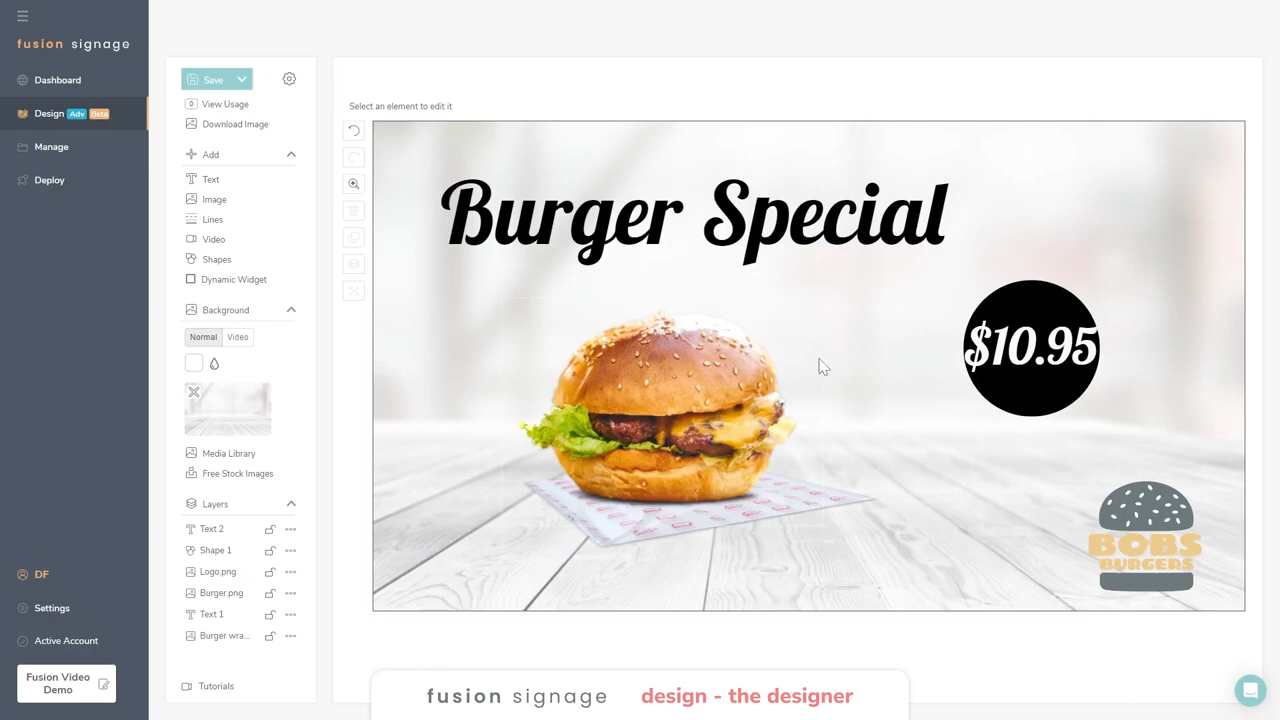 fusion signage
Dashboard
Design Adv Beta
Manage
Deploy
DF
Settings
Active Account
Fusion Video
Demo
Save
0 View Usage
Download Image
Add
Text
Image
Lines
Video
Shapes
Dynamic Widget
Background
Normal Video
Media Library
Free Stock Images
Layers
Text 2
Shape 1
Logo.png
Burger.png
Text 1
Burger wra...
Tutorials
Select an element to edit it
Burger Special
$10.95
BOBS
BURGERS
fusion signage design - the designer